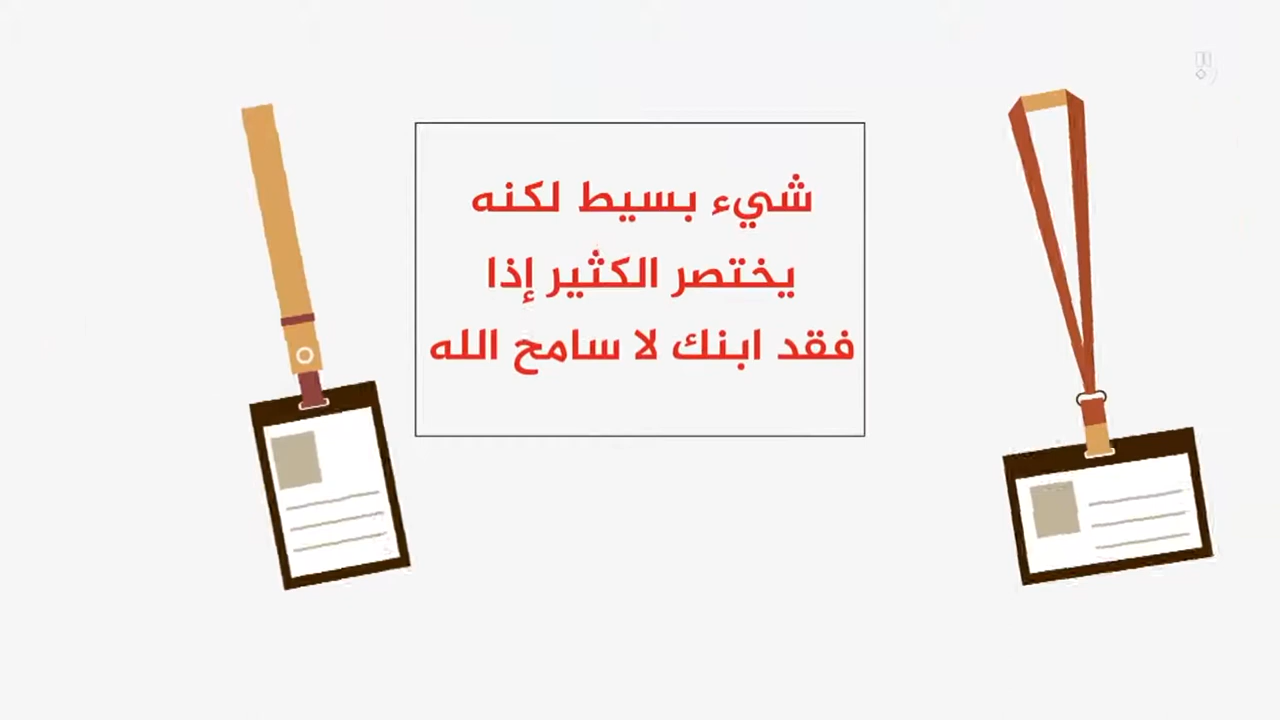 شيء بسيط لكنه
يختصر الكثير إذا
فقد ابنك لا سامح الله